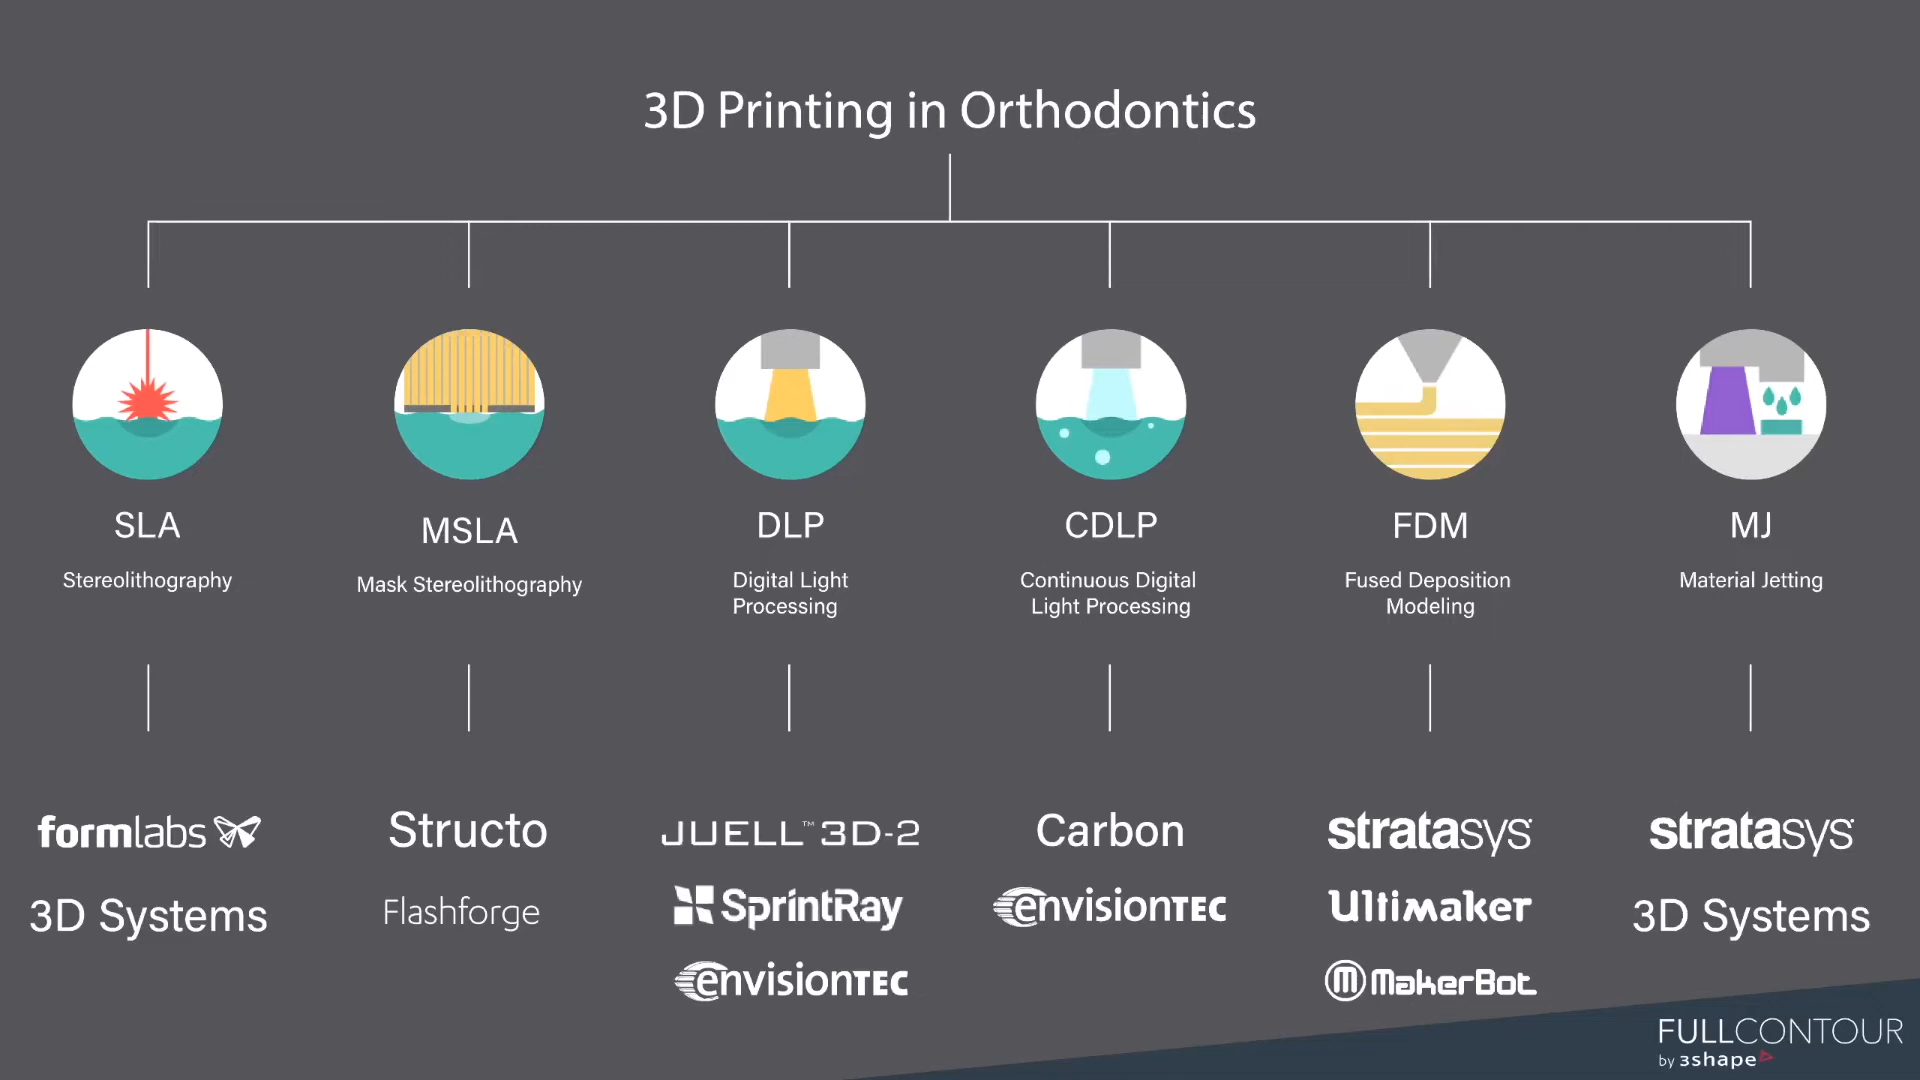 3D Printing in Orthodontics
SLA
Stereolithography
MSLA
Mask Stereolithography
DLP
Digital Light
Processing
CDLP
Continuous Digital
Light Processing
FDM
Fused Deposition
Modeling
MJ
Material Jetting
formlabs
3D Systems
Structo
Flashforge
JUELL™ 3D-2
SprintRay
envisionTEC
Carbon
envisionTEC
stratasys
Ultimaker
MakerBot
stratasys
3D Systems
FULLCONTOUR
by 3shape